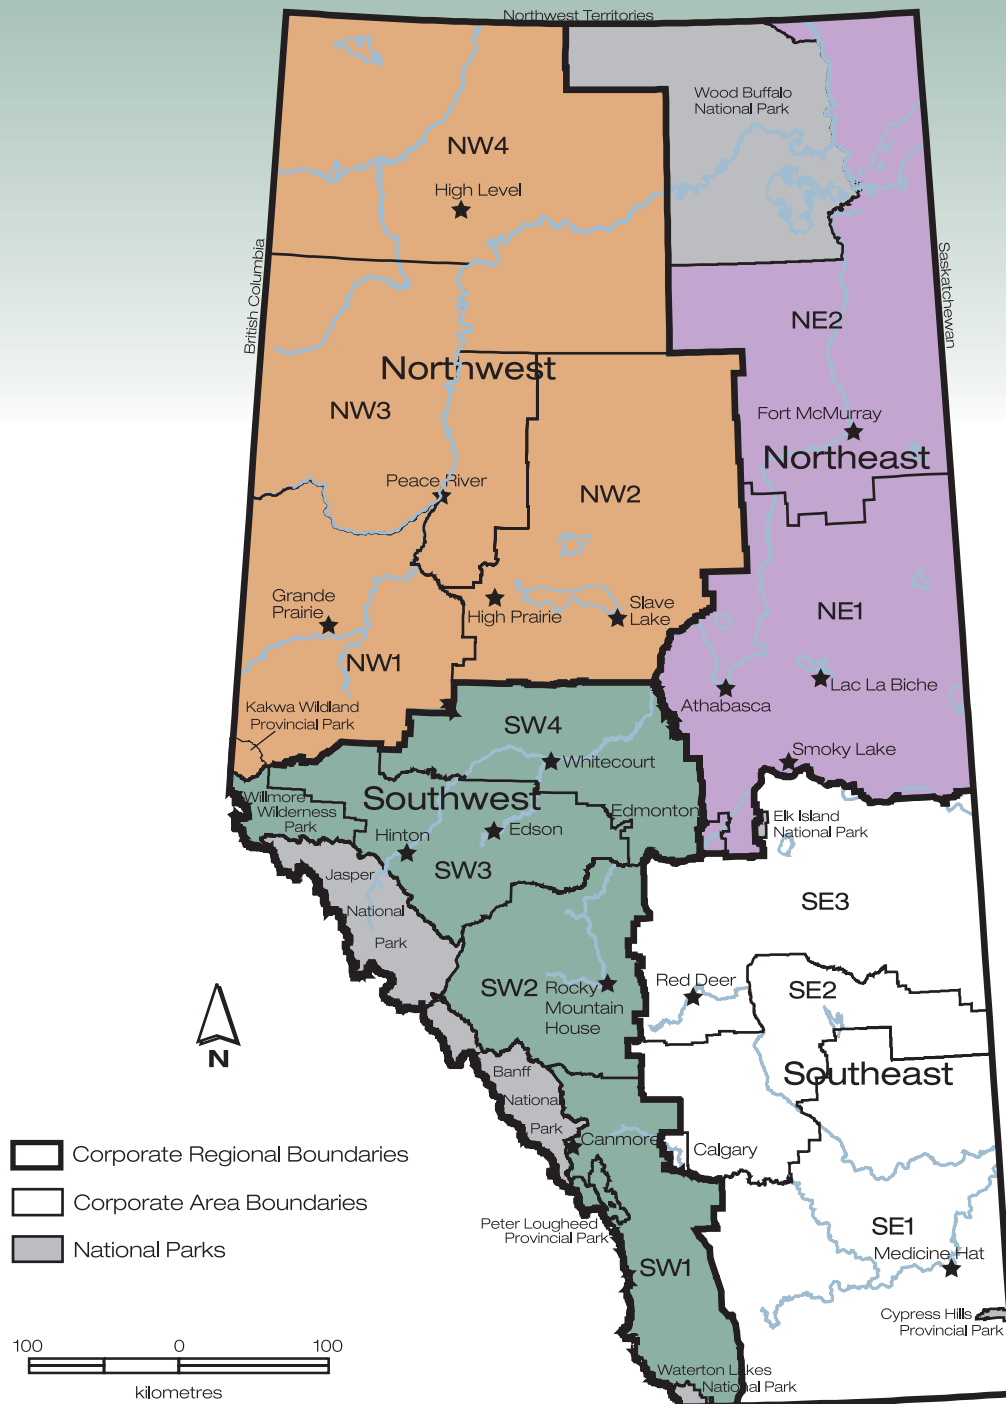 Northwest Territories
Wood Buffalo
National Park
NW4
High Level
British Columbia
Saskatchewan
NE2
Northwest
NW3
Fort McMurray
Northeast
Peace River
NW2
Grande
Prairie
High Prairie
Slave
Lake
NE1
NW1
Lac La Biche
Athabasca
Kakwa Wildland
Provincial Park
SW4
Smoky Lake
Whitecourt
Willmore
Wilderness
Park
Southwest
Edmonton
Elk Island
National Park
Hinton
Edson
SW3
Jasper
National
Park
SE3
Red Deer
SW2
Rocky
Mountain
House
SE2
N
Banff
National
Park
Southeast
Canmore
Calgary
Corporate Regional Boundaries
Corporate Area Boundaries
National Parks
Peter Lougheed
Provincial Park
SE1
Medicine Hat
SW1
Cypress Hills
Provincial Park
100 0 100
kilometres
Waterton Lakes
National Park